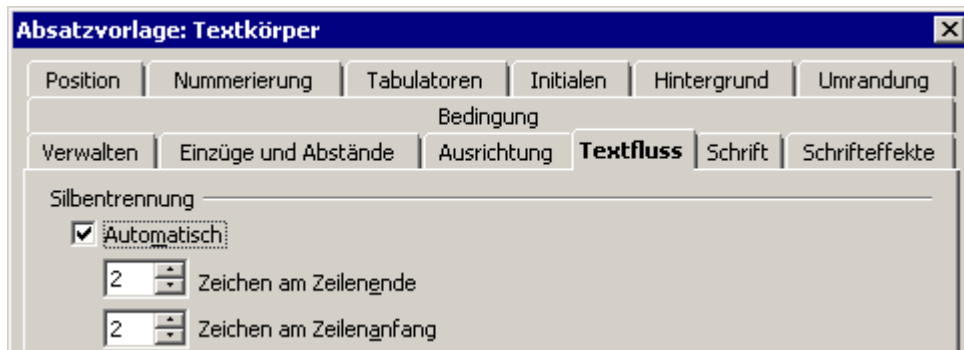 Absatzvorlage: Textkörper
Position Nummerierung Tabulatoren Initialen Hintergrund Umrandung
Bedingung
Verwalten Einzüge und Abstände Ausrichtung Textfluss Schrift Schrifteffekte
Silbentrennung
Automatisch
2 Zeichen am Zeilenende
2 Zeichen am Zeilenanfang